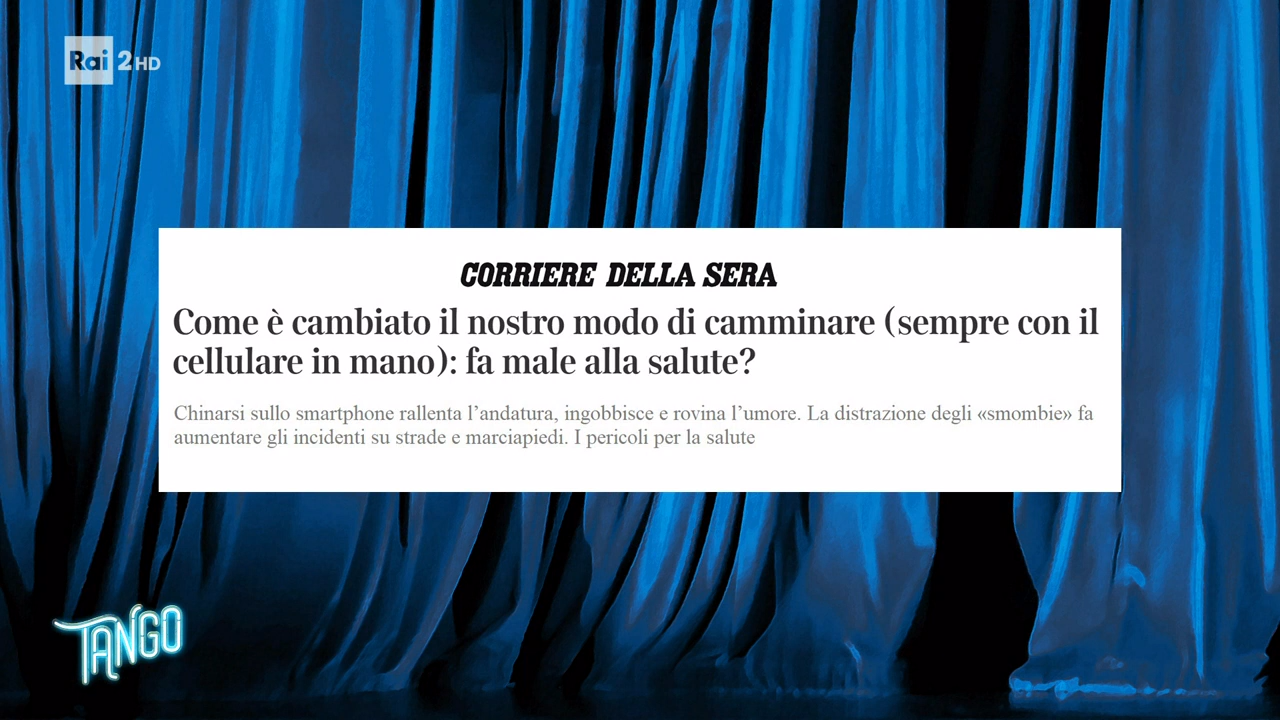 Rai 2 HD
CORRIERE DELLA SERA
Come è cambiato il nostro modo di camminare (sempre con il
cellulare in mano): fa male alla salute?
Chinarsi sullo smartphone rallenta l’andatura, ingobbisce e rovina l’umore. La distrazione degli «smombie» fa
aumentare gli incidenti su strade e marciapiedi. I pericoli per la salute
TANGO